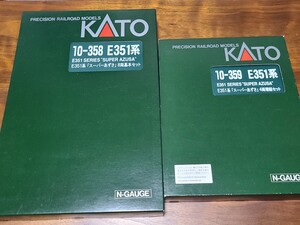 PRECISION RAILROAD MODELS
KATO
10-358 E351系
E351 SERIES "SUPER AZUSA"
E351系「スーパーあずさ」8両基本セット
N-GAUGE
PRECISION RAILROAD MODELS
KATO
10-359 E351系
E351 SERIES "SUPER AZUSA"
E351系「スーパーあずさ」4両増結セット
N-GAUGE